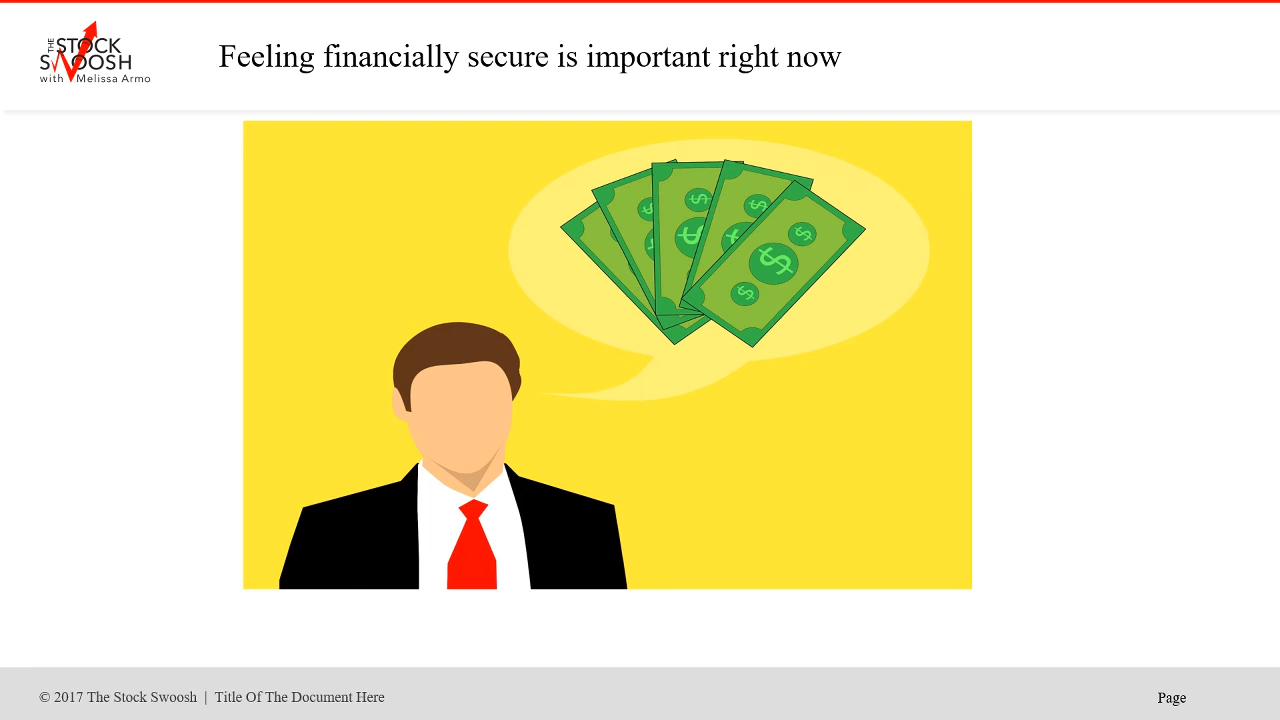 THE STOCK
SWOOSH
with Melissa Armo
Feeling financially secure is important right now
$ $ $ $ $ $ $ $ $
© 2017 The Stock Swoosh | Title Of The Document Here
Page